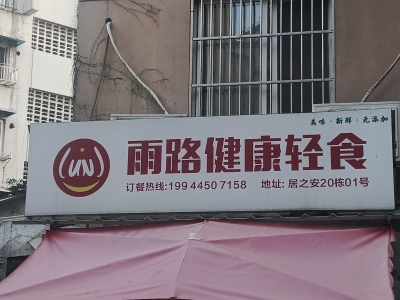 美味·新鲜·无添加
雨路健康轻食
订餐热线:199 4450 7158 地址: 居之安20栋01号